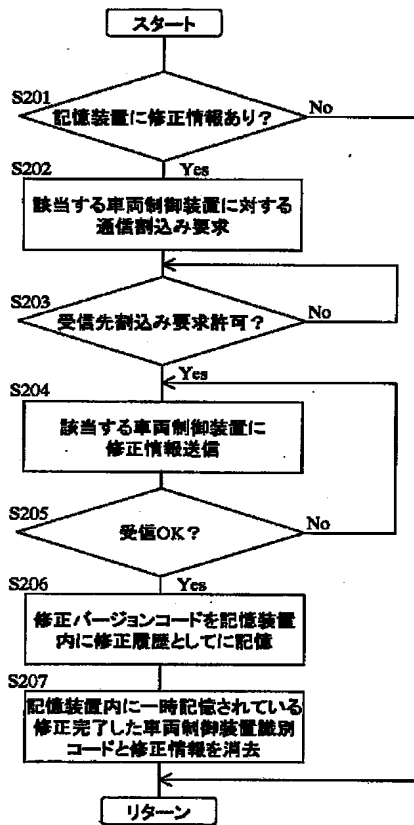 スタート
S201
記憶装置に修正情報あり?
No
Yes
S202
該当する車両制御装置に対する
通信割込み要求
S203
受信先割込み要求許可?
No
Yes
S204
該当する車両制御装置に
修正情報送信
S205
受信OK?
No
Yes
S206
修正バージョンコードを記憶装置
内に修正履歴としてに記憶
S207
記憶装置内に一時記憶されている
修正完了した車両制御装置識別
コードと修正情報を消去
リターン